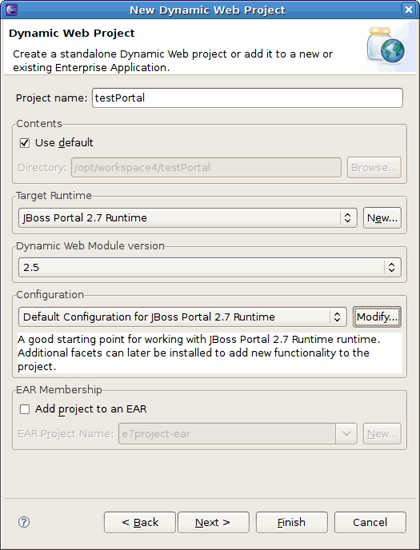 New Dynamic Web Project
Dynamic Web Project
Create a standalone Dynamic Web project or add it to a new or
existing Enterprise Application.
Project name: testPortal
Contents
Use default
Directory: /opt/workspace4/testPortal Browse...
Target Runtime
JBoss Portal 2.7 Runtime New...
Dynamic Web Module version
2.5
Configuration
Default Configuration for JBoss Portal 2.7 Runtime Modify...
A good starting point for working with JBoss Portal 2.7 Runtime runtime.
Additional facets can later be installed to add new functionality to the
project.
EAR Membership
Add project to an EAR
EAR Project Name: e7project-ear New...
? < Back Next > Finish Cancel